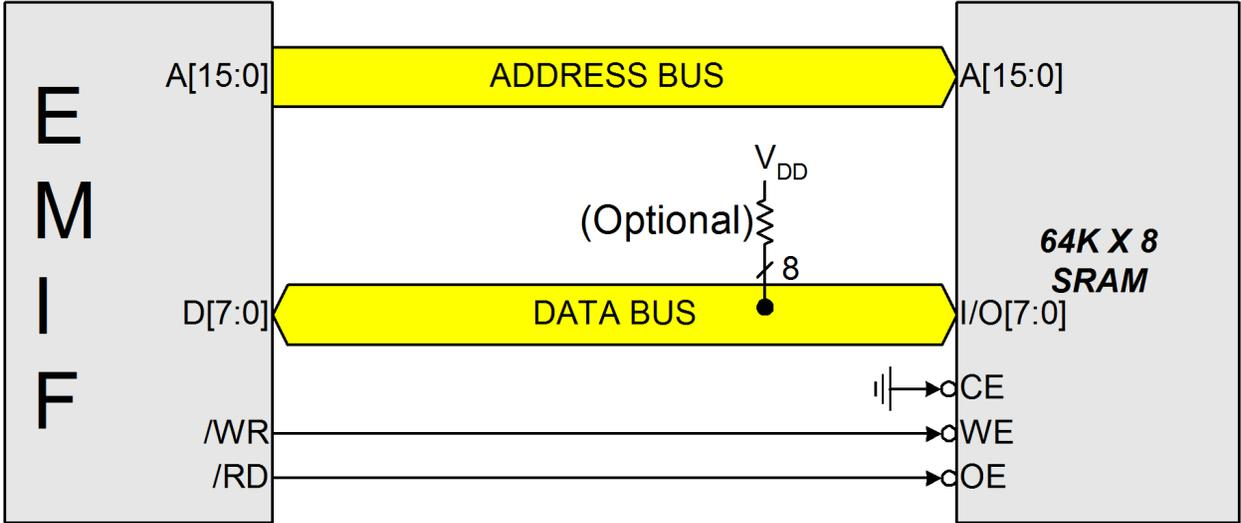 E
M
I
F
A[15:0]
ADDRESS BUS
A[15:0]
VDD
(Optional)
8
64K X 8
SRAM
D[7:0]
DATA BUS
I/O[7:0]
CE
/WR
WE
/RD
OE